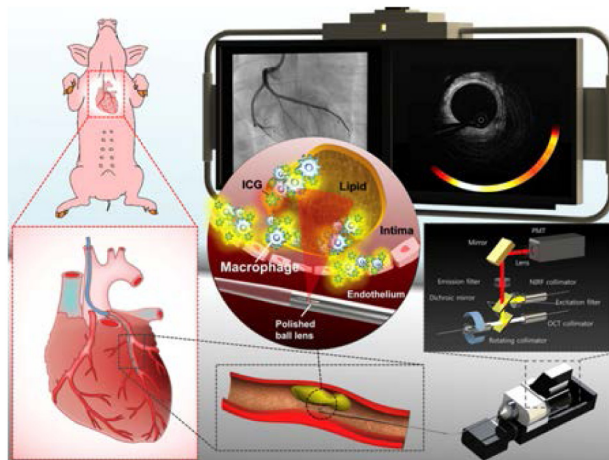 ICG
Lipid
Intima
Macrophage
Endothelium
Polished
ball lens
PMT
Mirror
Lens
Emission filter
NIRF collimator
Dichroic mirror
Excitation filter
OCT collimator
Rotating collimator